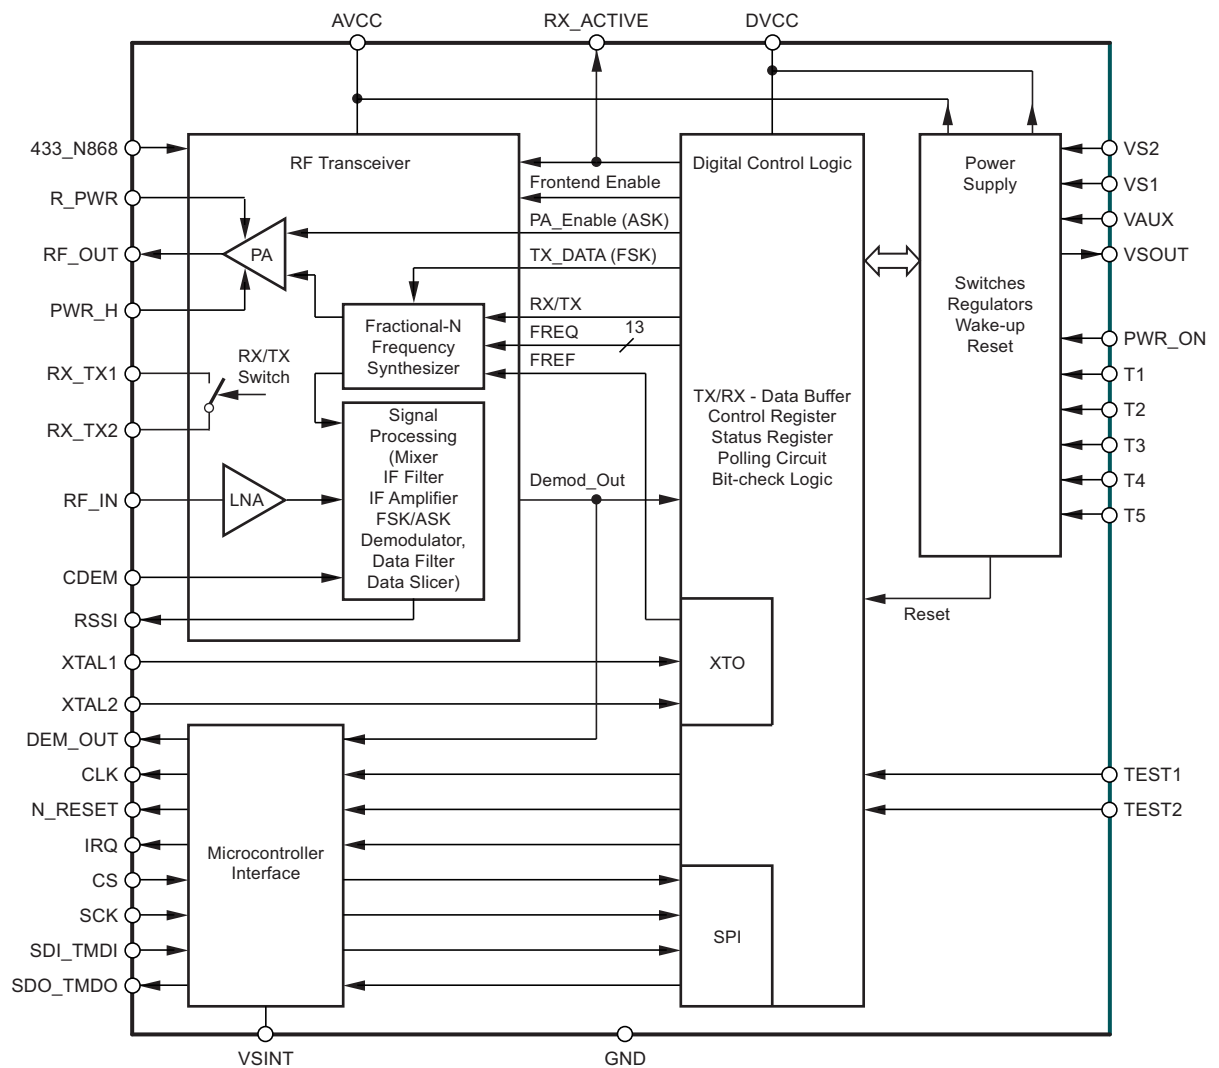 AVCC
RX_ACTIVE
DVCC
433_N868
R_PWR
RF_OUT
PWR_H
RX_TX1
RX_TX2
RF_IN
CDEM
RSSI
XTAL1
XTAL2
DEM_OUT
CLK
N_RESET
IRQ
CS
SCK
SDI_TMDI
SDO_TMDO
RF Transceiver
PA
RX/TX
Switch
LNA
Fractional-N
Frequency
Synthesizer
Signal
Processing
(Mixer
IF Filter
IF Amplifier
FSK/ASK
Demodulator,
Data Filter
Data Slicer)
Frontend Enable
PA_Enable (ASK)
TX_DATA (FSK)
RX/TX
FREQ
13
FREF
Demod_Out
Digital Control Logic
TX/RX - Data Buffer
Control Register
Status Register
Polling Circuit
Bit-check Logic
XTO
SPI
Microcontroller
Interface
Power
Supply
Switches
Regulators
Wake-up
Reset
Reset
VS2
VS1
VAUX
VSOUT
PWR_ON
T1
T2
T3
T4
T5
TEST1
TEST2
VSINT
GND